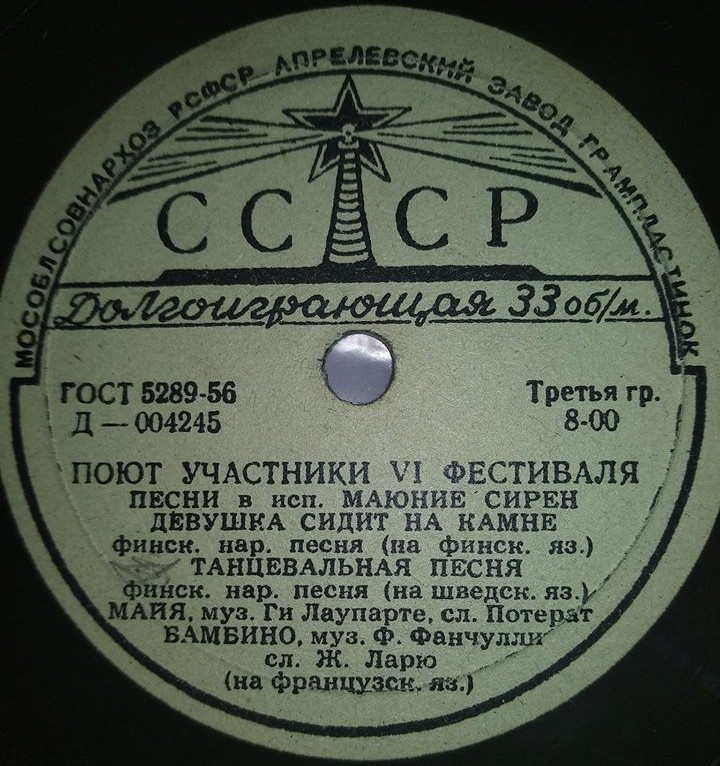 МОСОБЛСОВНАРХОЗ РСФСР АПРЕЛЕВСКИЙ ЗАВОД ГРАМПЛАСТИНОК
СССР
Долгоиграющая 33 об/м.
ГОСТ 5289-56 Третья гр.
Д — 004245 8-00
ПОЮТ УЧАСТНИКИ VI ФЕСТИВАЛЯ
ПЕСНИ в исп. МАЮНИЕ СИРЕН
ДЕВУШКА СИДИТ НА КАМНЕ
финск. нар. песня (на финск. яз.)
ТАНЦЕВАЛЬНАЯ ПЕСНЯ
финск. нар. песня (на шведск. яз.)
МАЙЯ, муз. Ги Лаупарте, сл. Потерат
БАМБИНО, муз. Ф. Фанчулли
сл. Ж. Ларю
(на французск. яз.)